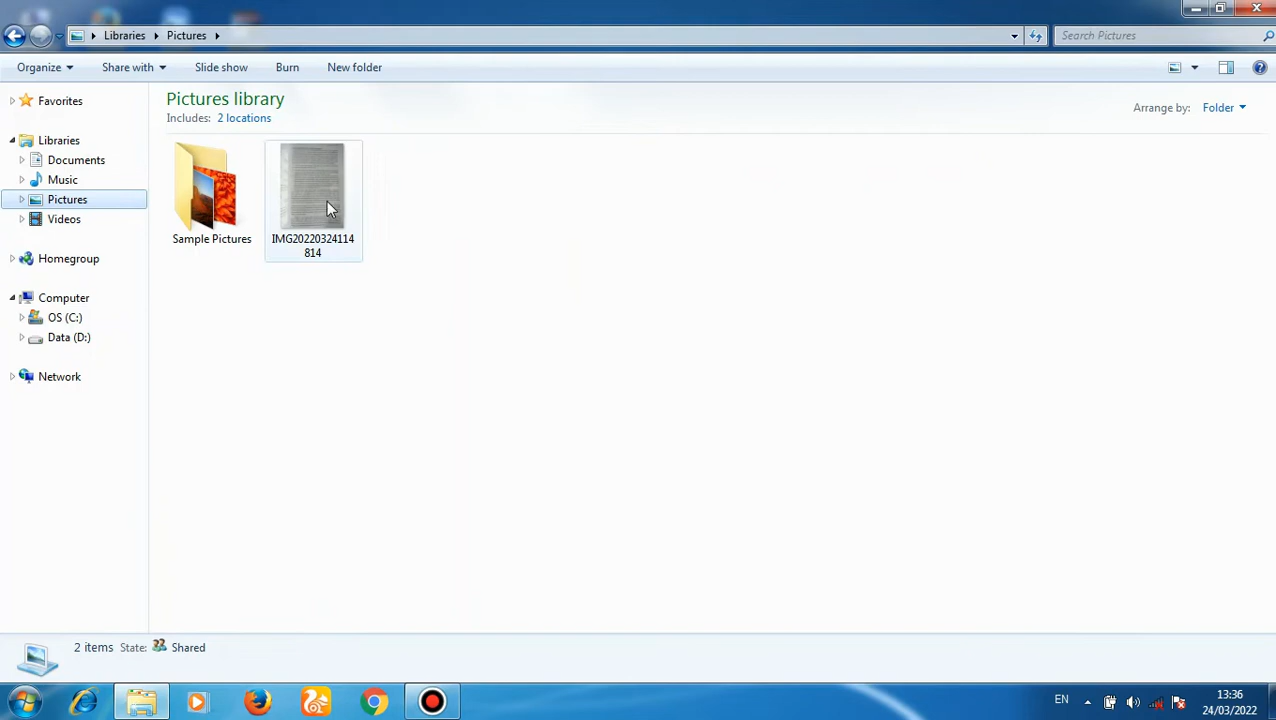 Libraries Pictures
Search Pictures
Organize Share with Slide show Burn New folder
Pictures library
Includes: 2 locations
Arrange by: Folder
Favorites
Libraries
Documents
Music
Pictures
Videos
Homegroup
Computer
OS (C:)
Data (D:)
Network
Sample Pictures
IMG20220324114
814
2 items State: Shared
EN
13:36
24/03/2022